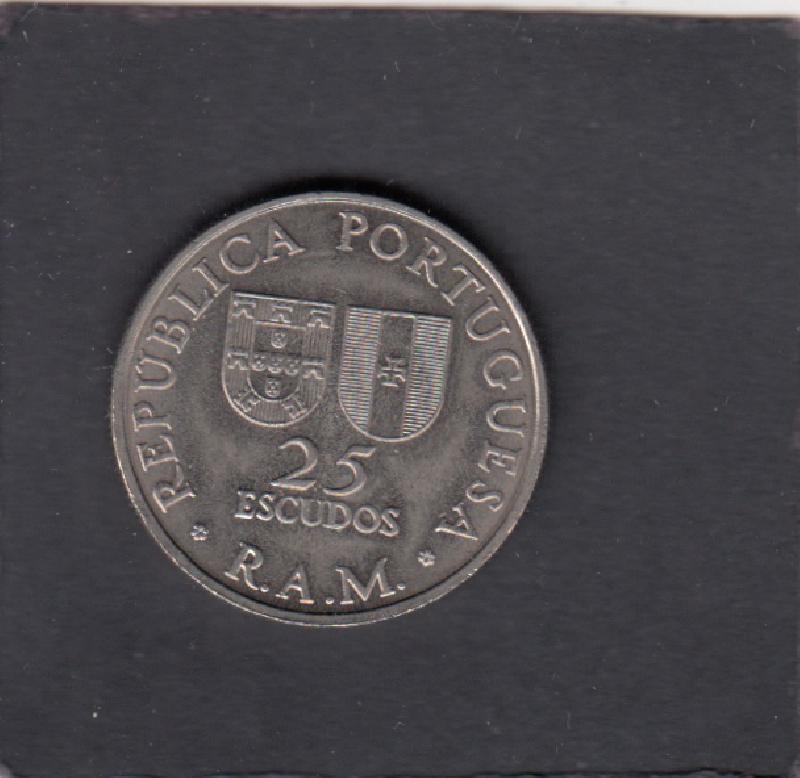 REPÚBLICA PORTUGUESA
25
ESCUDOS
* R.A.M. *